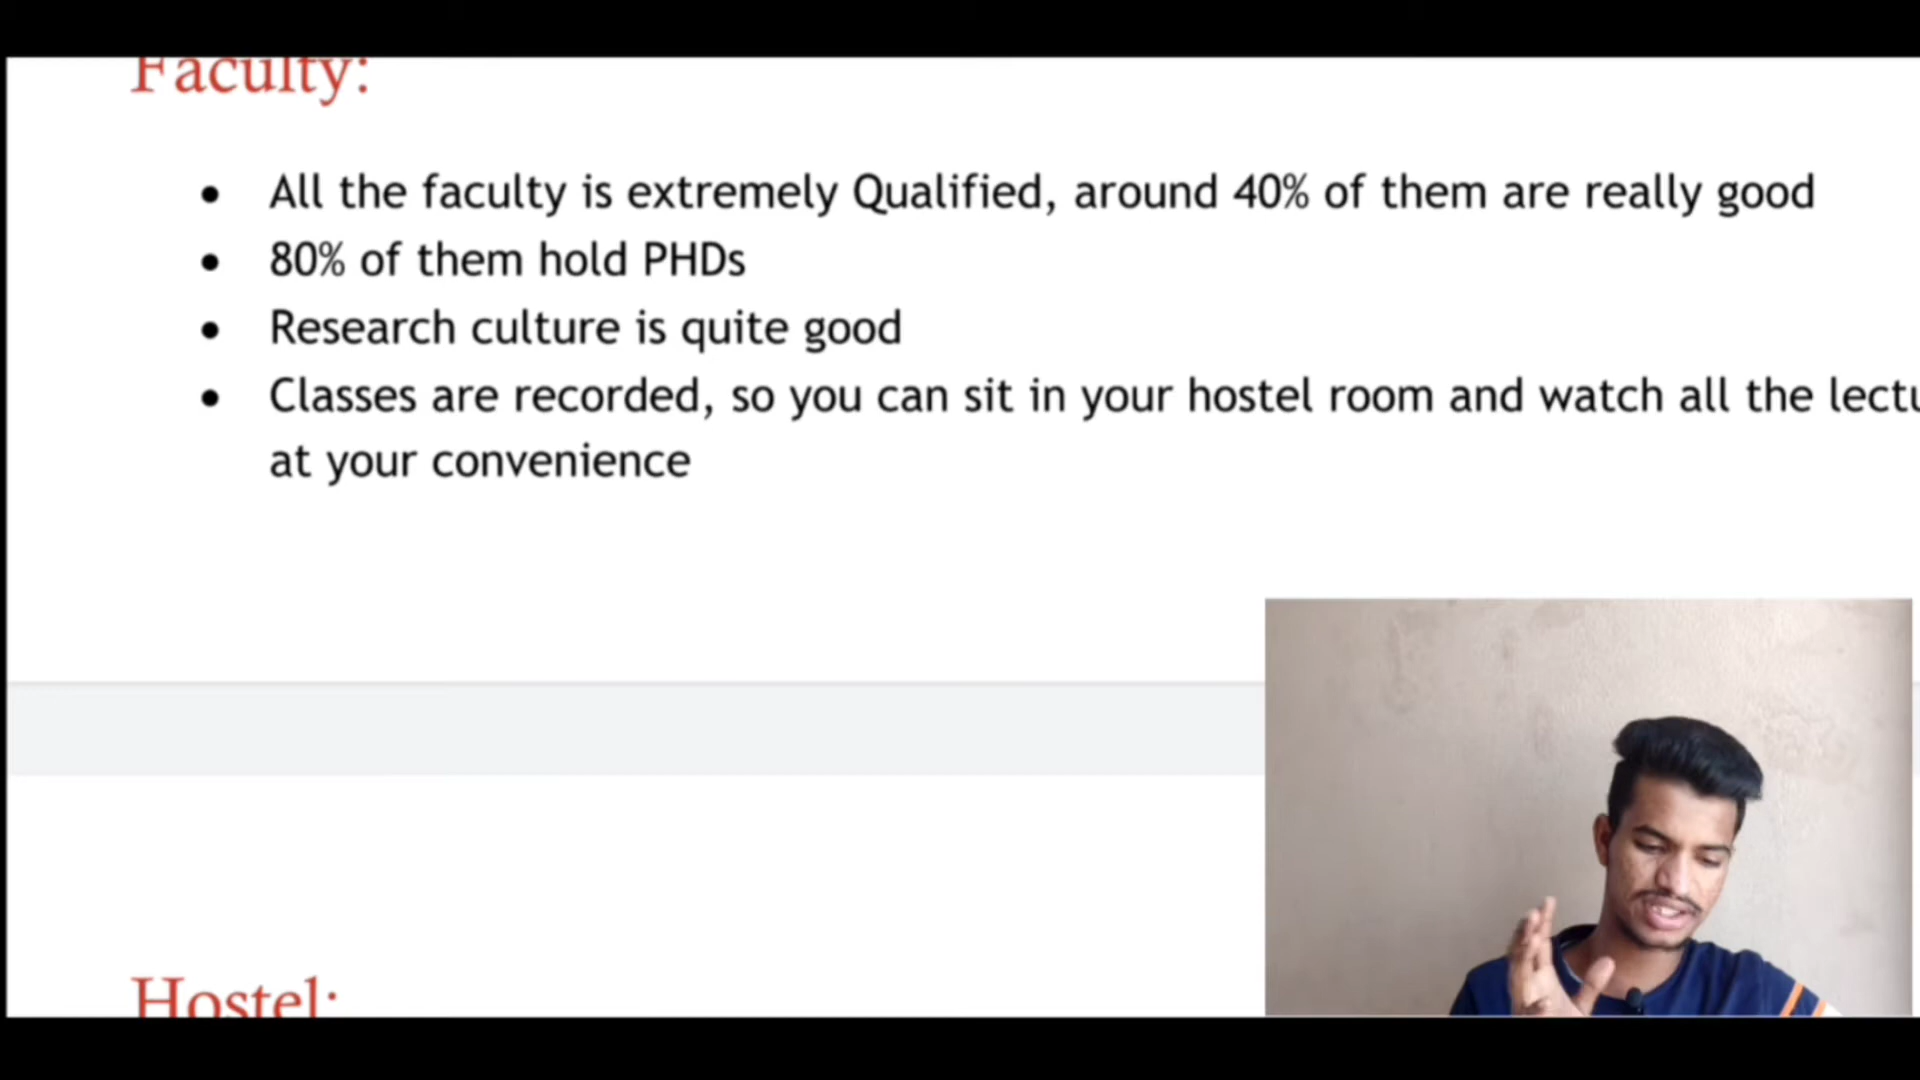 Faculty:
All the faculty is extremely Qualified, around 40% of them are really good
80% of them hold PHDs
Research culture is quite good
Classes are recorded, so you can sit in your hostel room and watch all the
at your convenience
Hostel: